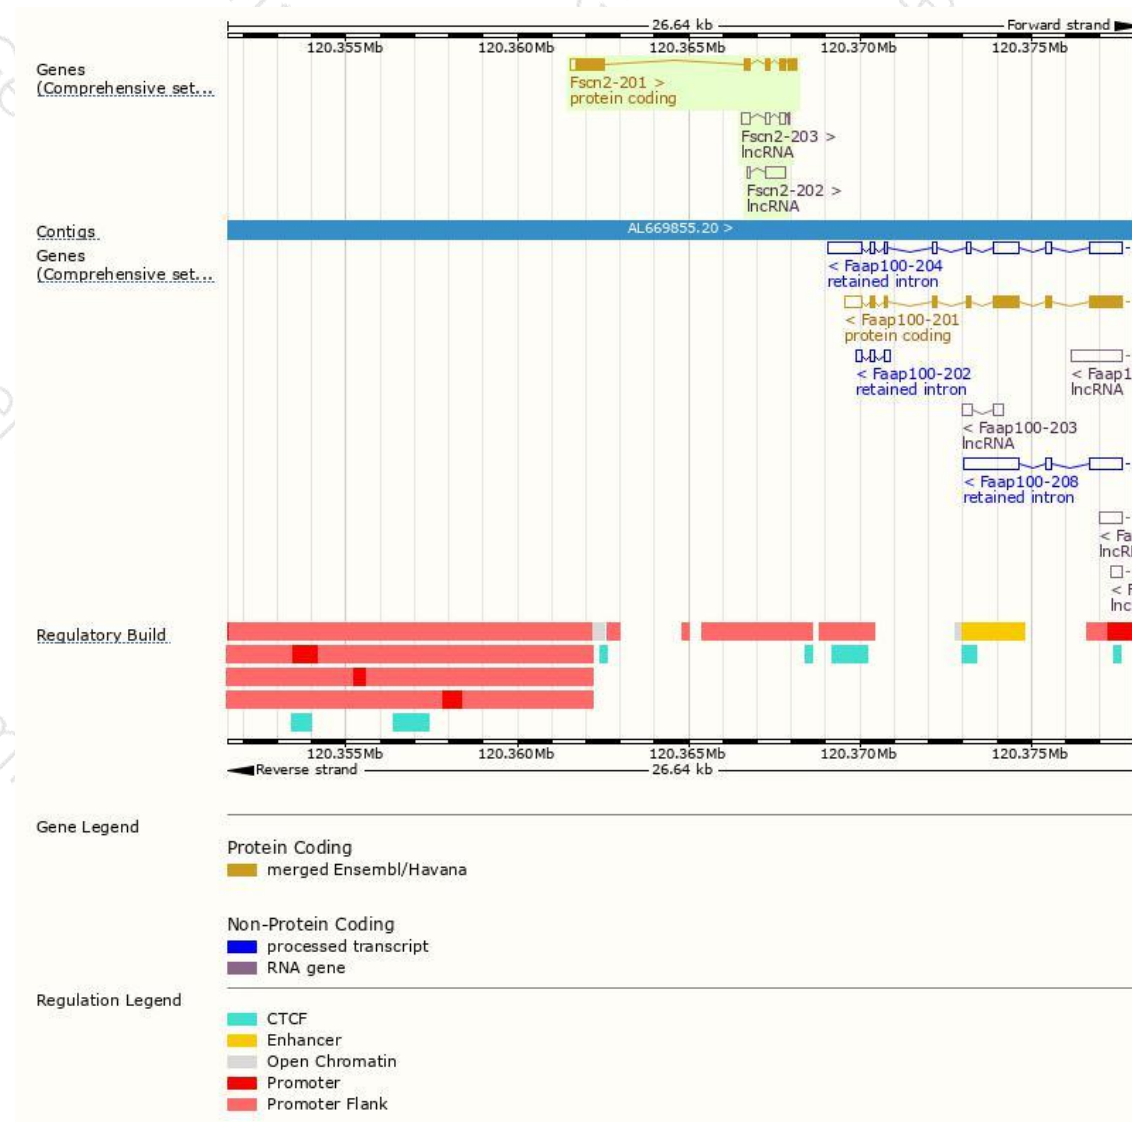 26.64 kb Forward strand
120.355Mb 120.360Mb 120.365Mb 120.370Mb 120.375Mb
Genes
(Comprehensive set...
Fscn2-201 >
protein coding
Fscn2-203 >
lncRNA
Fscn2-202 >
lncRNA
Contigs
AL669855.20 >
Genes
(Comprehensive set...
< Faap100-204
retained intron
< Faap100-201
protein coding
< Faap100-202
retained intron
< Faap1
lncRNA
< Faap100-203
lncRNA
< Faap100-208
retained intron
< Fa
lncR
< F
lnc
Regulatory Build
120.355Mb 120.360Mb 120.365Mb 120.370Mb 120.375Mb
Reverse strand 26.64 kb
Gene Legend
Protein Coding
merged Ensembl/Havana
Non-Protein Coding
processed transcript
RNA gene
Regulation Legend
CTCF
Enhancer
Open Chromatin
Promoter
Promoter Flank